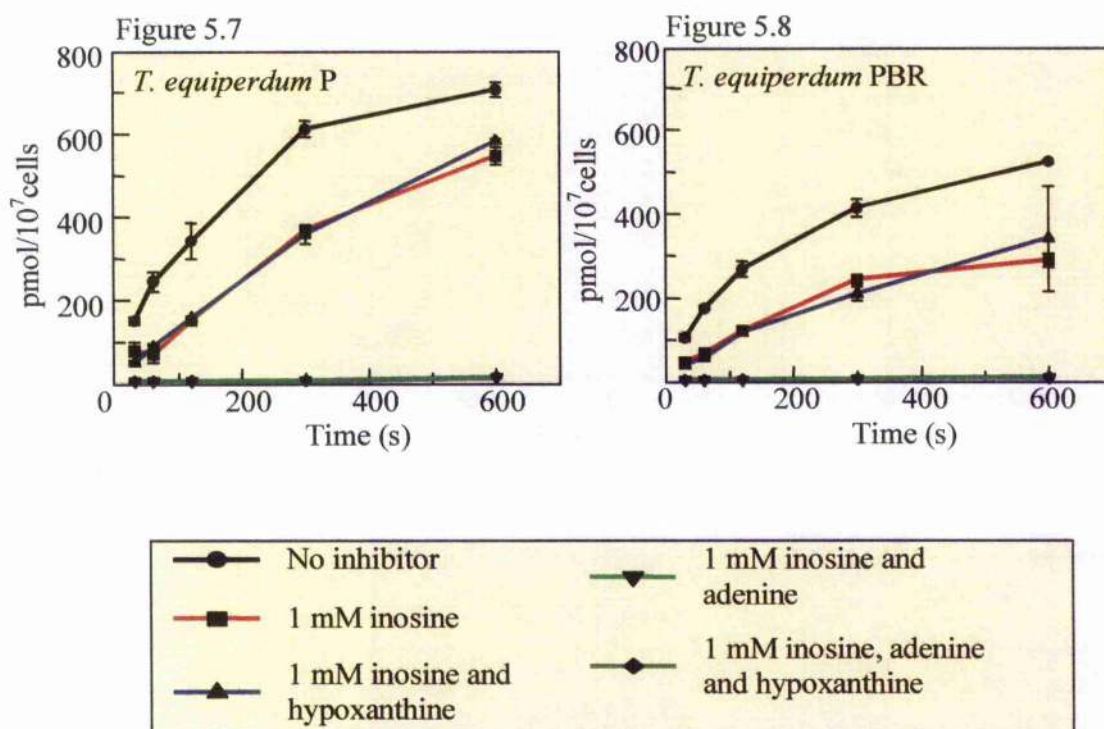 Figure 5.7
800
600
400
200
0
T. equiperdum P
pmol/10⁷cells
200
400
600
Time (s)
Figure 5.8
800
600
400
200
0
T. equiperdum PBR
pmol/10⁷cells
200
400
600
Time (s)
No inhibitor
1 mM inosine
1 mM inosine and
hypoxanthine
1 mM inosine and
adenine
1 mM inosine, adenine
and hypoxanthine